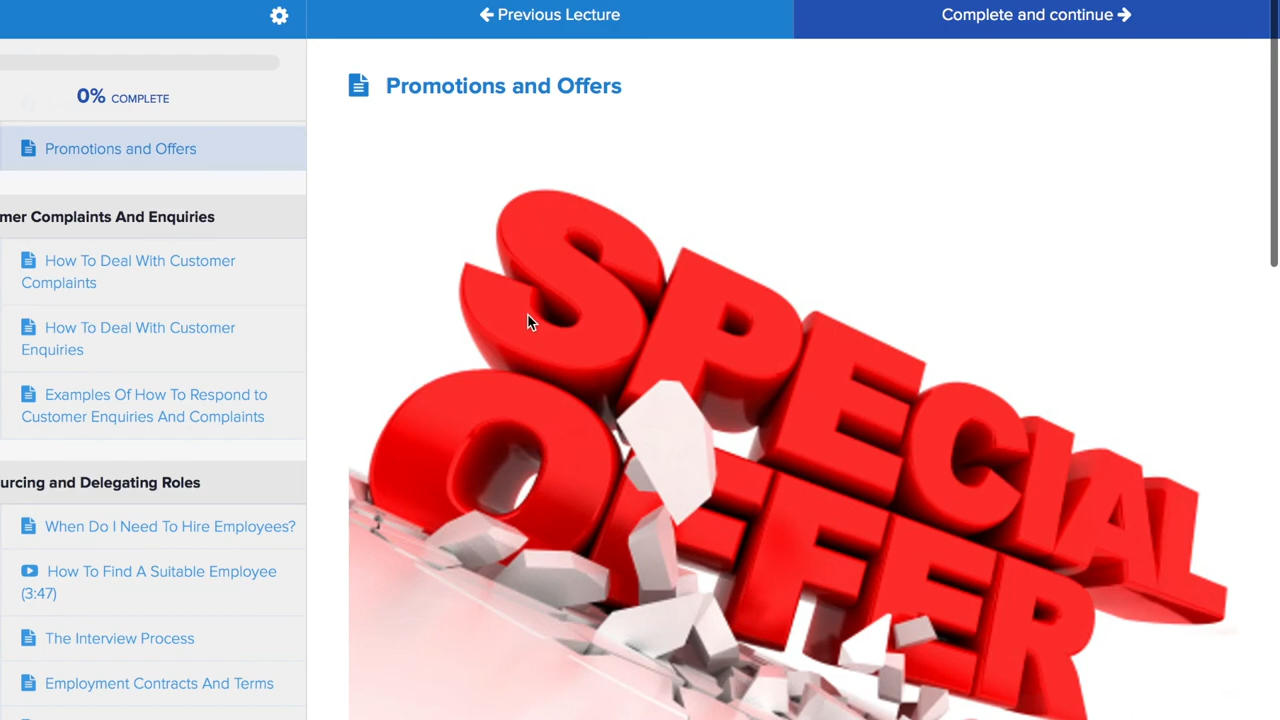 Previous Lecture
Complete and continue
0% COMPLETE
Promotions and Offers
mer Complaints And Enquiries
How To Deal With Customer
Complaints
How To Deal With Customer
Enquiries
Examples Of How To Respond to
Customer Enquiries And Complaints
urcing and Delegating Roles
When Do I Need To Hire Employees?
How To Find A Suitable Employee
(3:47)
The Interview Process
Employment Contracts And Terms
Promotions and Offers
SPECIAL
OFFER